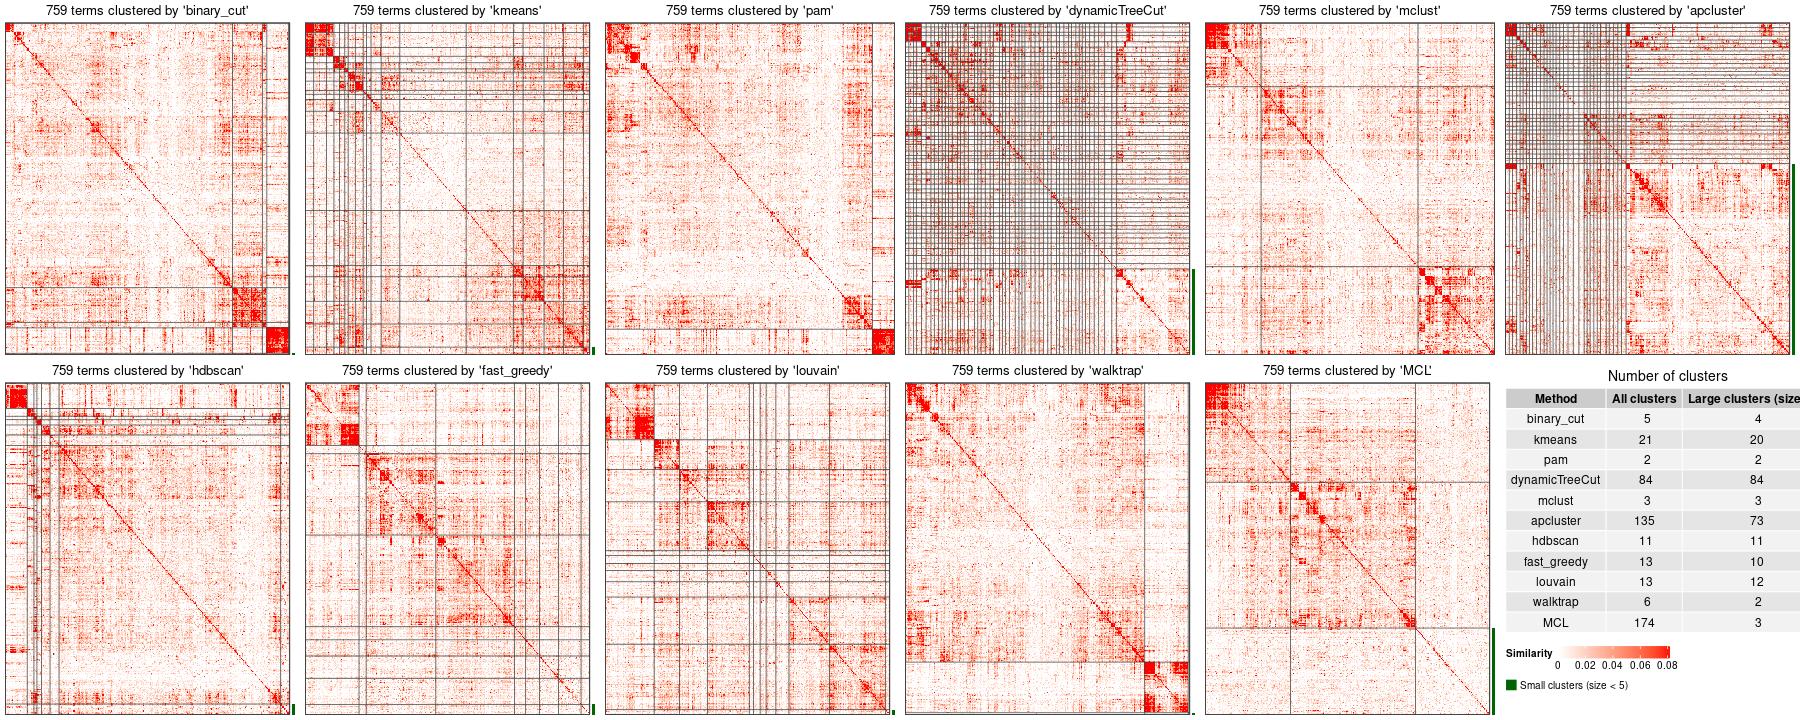 759 terms clustered by 'binary_cut'
759 terms clustered by 'kmeans'
759 terms clustered by 'pam'
759 terms clustered by 'dynamicTreeCut'
759 terms clustered by 'mclust'
759 terms clustered by 'apcluster'
759 terms clustered by 'hdbscan'
759 terms clustered by 'fast_greedy'
759 terms clustered by 'louvain'
759 terms clustered by 'walktrap'
759 terms clustered by 'MCL'
Number of clusters
Method All clusters Large clusters (size
binary_cut 5 4
kmeans 21 20
pam 2 2
dynamicTreeCut 84 84
mclust 3 3
apcluster 135 73
hdbscan 11 11
fast_greedy 13 10
louvain 13 12
walktrap 6 2
MCL 174 3
Similarity
0 0.02 0.04 0.06 0.08
Small clusters (size < 5)